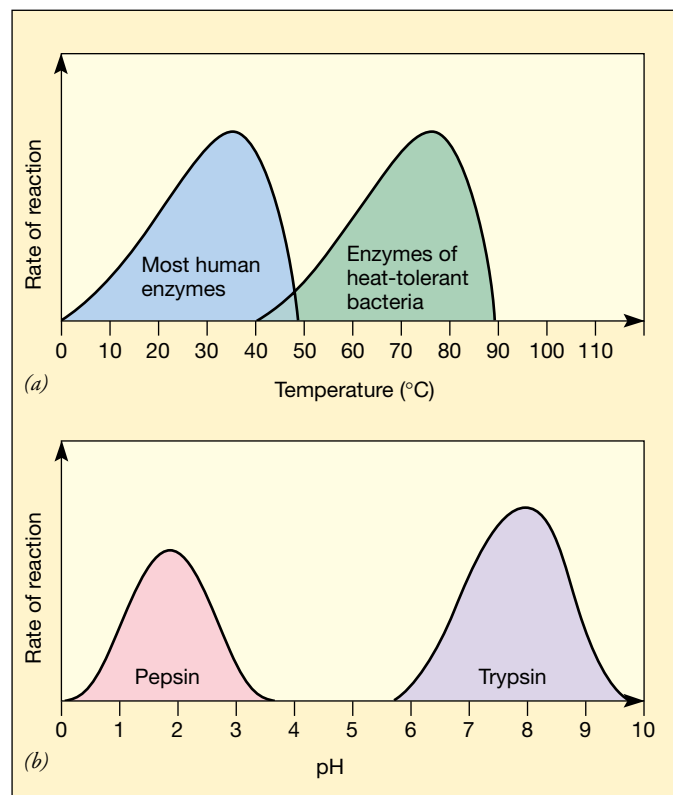 Rate of reaction
Most human
enzymes
Enzymes of
heat-tolerant
bacteria
0 10 20 30 40 50 60 70 80 90 100 110
(a)
Temperature (°C)
Rate of reaction
Pepsin
Trypsin
0 1 2 3 4 5 6 7 8 9 10
(b)
pH